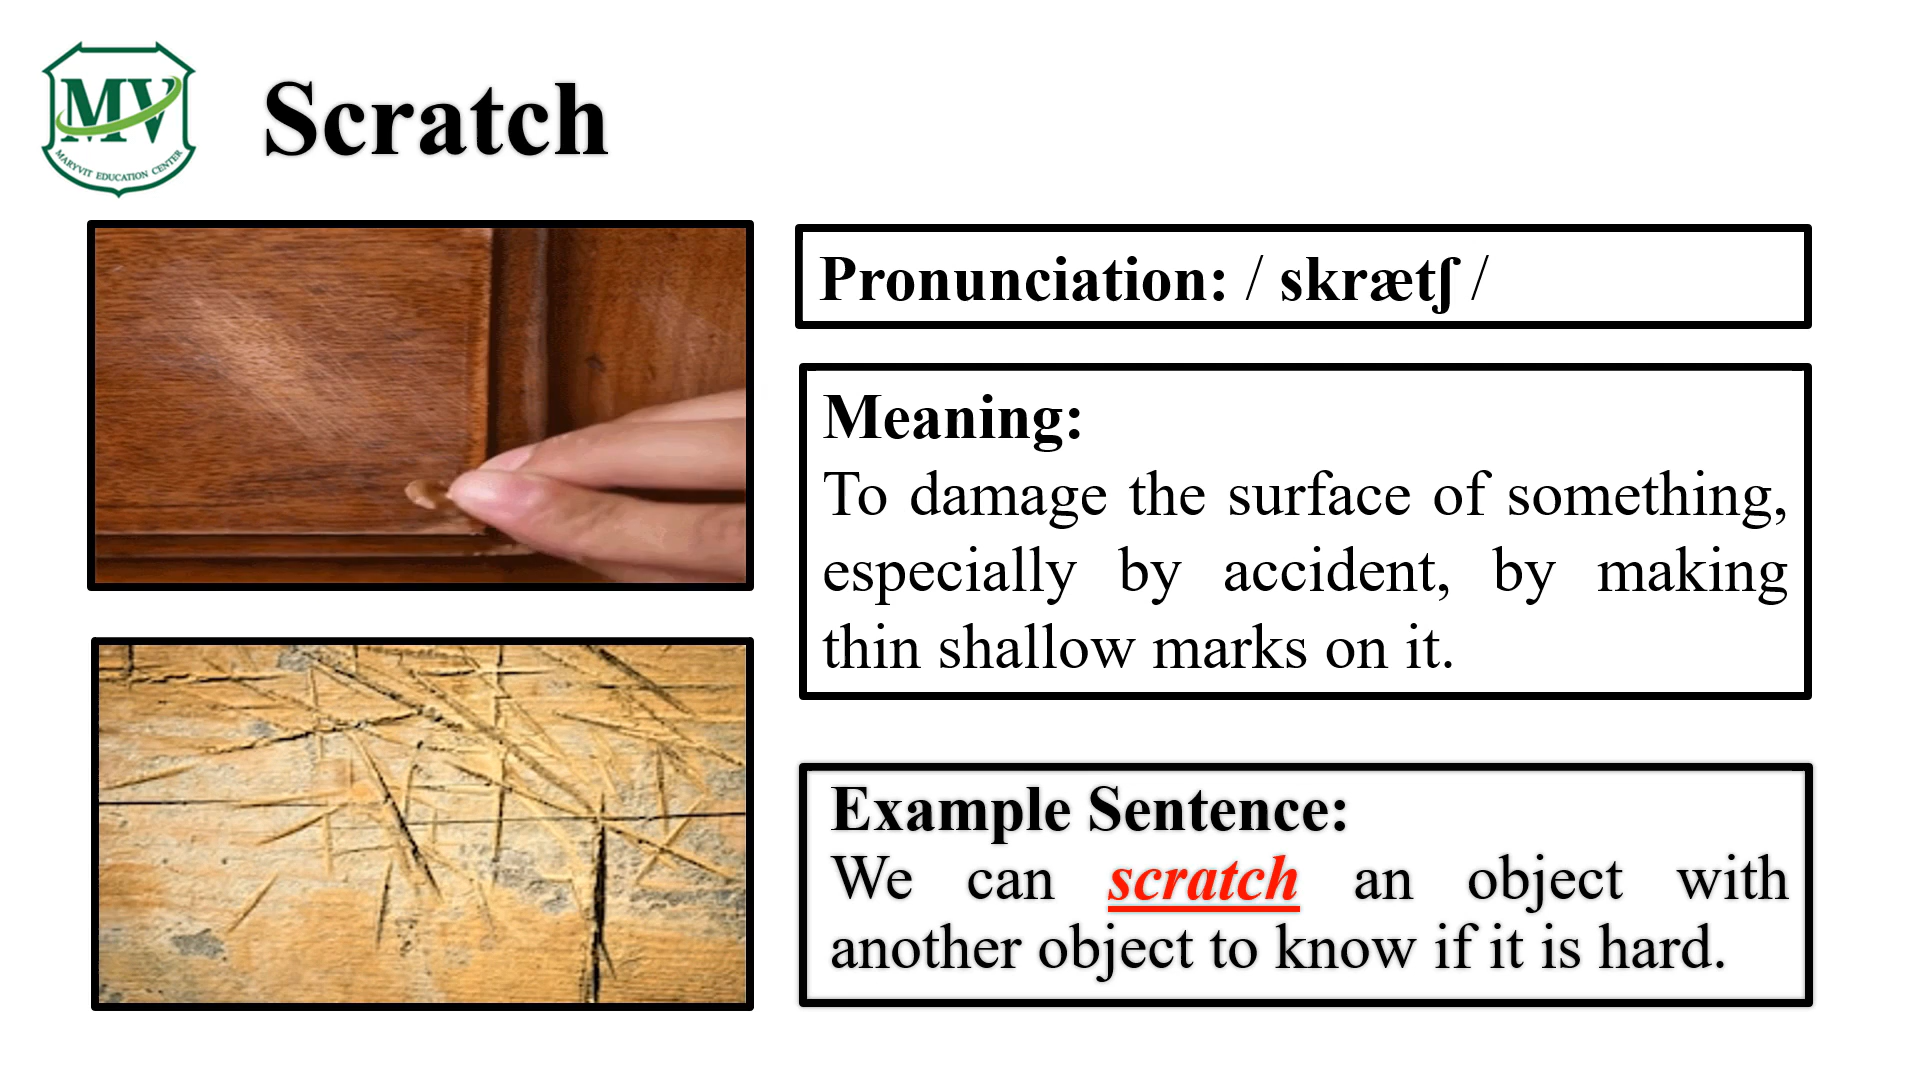 MV
MARYVIT EDUCATION CENTER
Scratch
Pronunciation: / skrætʃ /
Meaning:
To damage the surface of something,
especially by accident, by making
thin shallow marks on it.
Example Sentence:
We can scratch an object with
another object to know if it is hard.